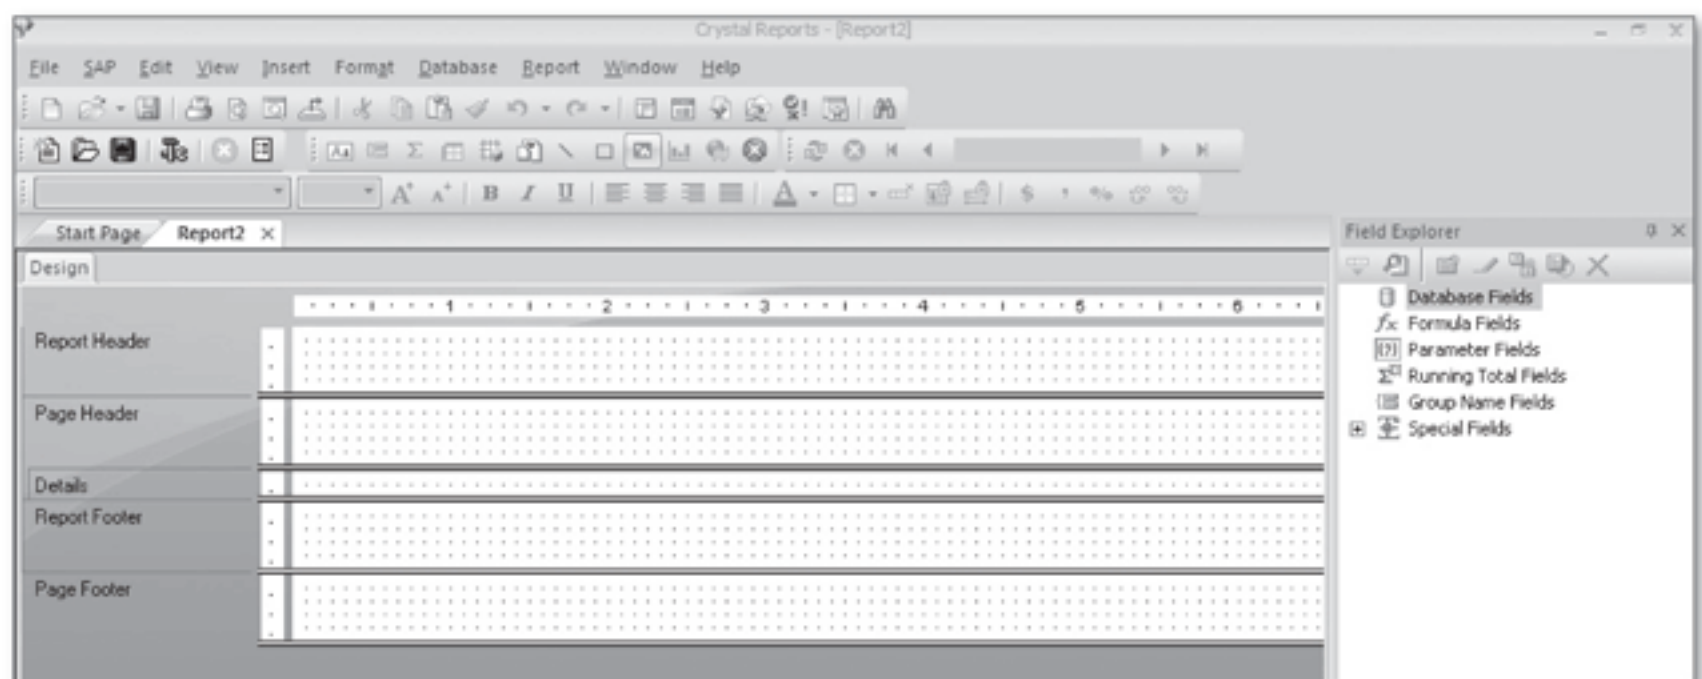 Crystal Reports - [Report2]
File SAP Edit View Insert Format Database Report Window Help
B I U
Start Page Report2
Field Explorer
Design
1 2 3 4 5 6
Database Fields
Formula Fields
Parameter Fields
Running Total Fields
Group Name Fields
Special Fields
Report Header
Page Header
Details
Report Footer
Page Footer